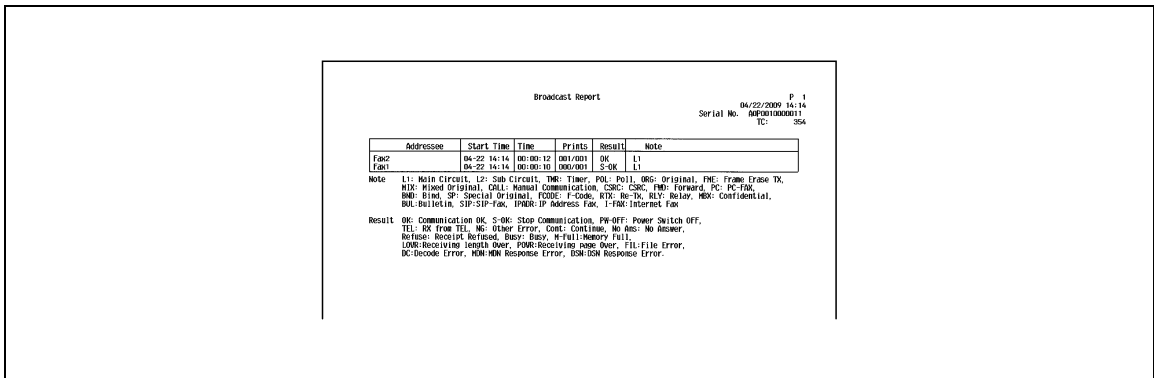 Broadcast Report
P 1
04/22/2009 14:14
Serial No. A0P0010000011
TC: 354
Addressee Start Time Time Prints Result Note
Fax2 04-22 14:14 00:00:12 001/001 OK L1
Fax1 04-22 14:14 00:00:10 000/001 S-OK L1
Note L1: Main Circuit, L2: Sub Circuit, TMR: Timer, POL: Poll, ORG: Original, FME: Frame Erase TX,
MIX: Mixed Original, CALL: Manual Communication, CSRC: CSRC, FWD: Forward, PC: PC-FAX,
BND: Bind, SP: Special Original, FCODE: F-Code, RTX: Re-Tx, RLY: Relay, MBX: Confidential,
BUL:Bulletin, SIP:SIP-Fax, IPADR:IP Address Fax, I-FAX:Internet Fax
Result OK: Communication OK, S-OK: Stop Communication, PW-OFF: Power Switch OFF,
TEL: RX from TEL, NG: Other Error, Cont: Continue, No Ans: No Answer,
Refuse: Receipt Refused, Busy: Busy, M-Full:Memory Full,
LOVR:Receiving length Over, POVR:Receiving page Over, FIL:File Error,
DC:Decode Error, MDN:MDN Response Error, DSN:DSN Response Error.